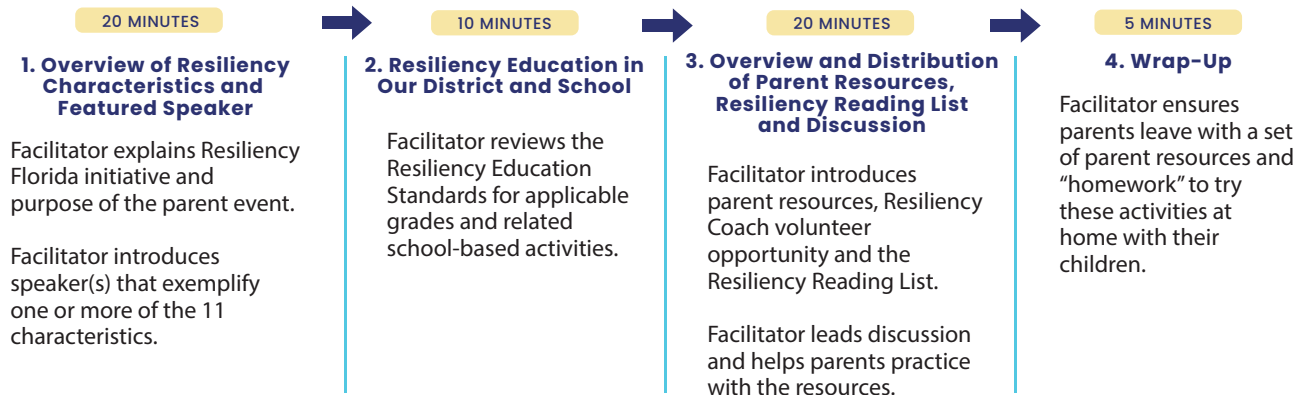 20 MINUTES
1. Overview of Resiliency
Characteristics and
Featured Speaker
Facilitator explains Resiliency
Florida initiative and
purpose of the parent event.
Facilitator introduces
speaker(s) that exemplify
one or more of the 11
characteristics.
10 MINUTES
2. Resiliency Education in
Our District and School
Facilitator reviews the
Resiliency Education
Standards for applicable
grades and related
school-based activities.
20 MINUTES
3. Overview and Distribution
of Parent Resources,
Resiliency Reading List
and Discussion
Facilitator introduces
parent resources, Resiliency
Coach volunteer
opportunity and the
Resiliency Reading List.
Facilitator leads discussion
and helps parents practice
with the resources.
5 MINUTES
4. Wrap-Up
Facilitator ensures
parents leave with a set
of parent resources and
“homework” to try
these activities at
home with their
children.